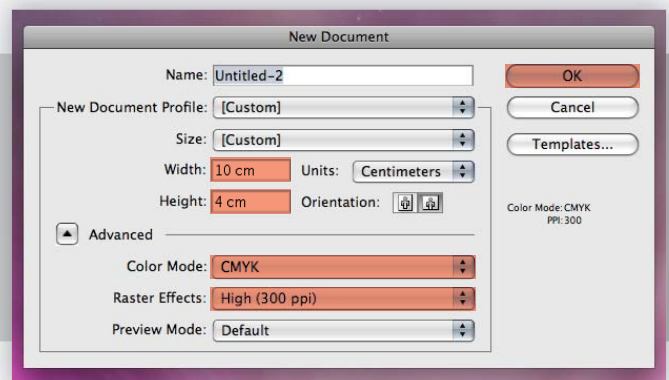 New Document
Name: Untitled-2
OK
New Document Profile: [Custom]
Cancel
Size: [Custom]
Templates...
Width: 10 cm Units: Centimeters
Height: 4 cm Orientation:
Color Mode: CMYK
PPI: 300
Advanced
Color Mode: CMYK
Raster Effects: High (300 ppi)
Preview Mode: Default